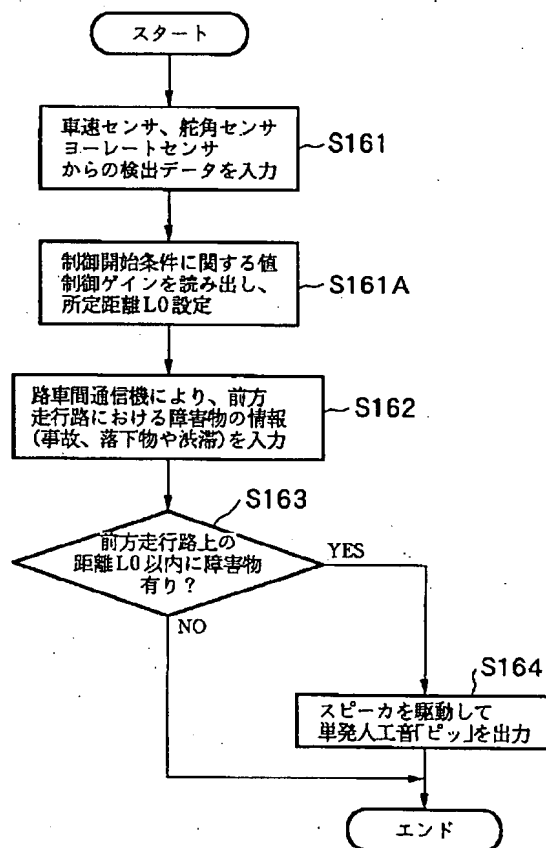 スタート
車速センサ、舵角センサ
ヨーレートセンサ
からの検出データを入力
S161
制御開始条件に関する値
制御ゲインを読み出し、
所定距離L0設定
S161A
路車間通信機により、前方
走行路における障害物の情報
(事故、落下物や渋滞)を入力
S162
S163
前方走行路上の
距離L0以内に障害物
有り?
YES
NO
S164
スピーカを駆動して
単発人工音「ピッ」を出力
エンド